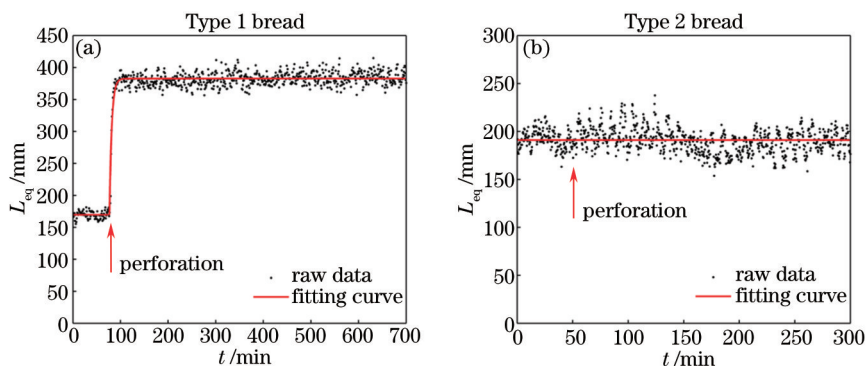 Type 1 bread
(a)
450
400
350
300
250
200
150
100
50
0
L_eq /mm
perforation
raw data
fitting curve
0 100 200 300 400 500 600 700
t /min
Type 2 bread
(b)
300
250
200
150
100
50
0
L_eq /mm
perforation
raw data
fitting curve
0 50 100 150 200 250 300
t /min